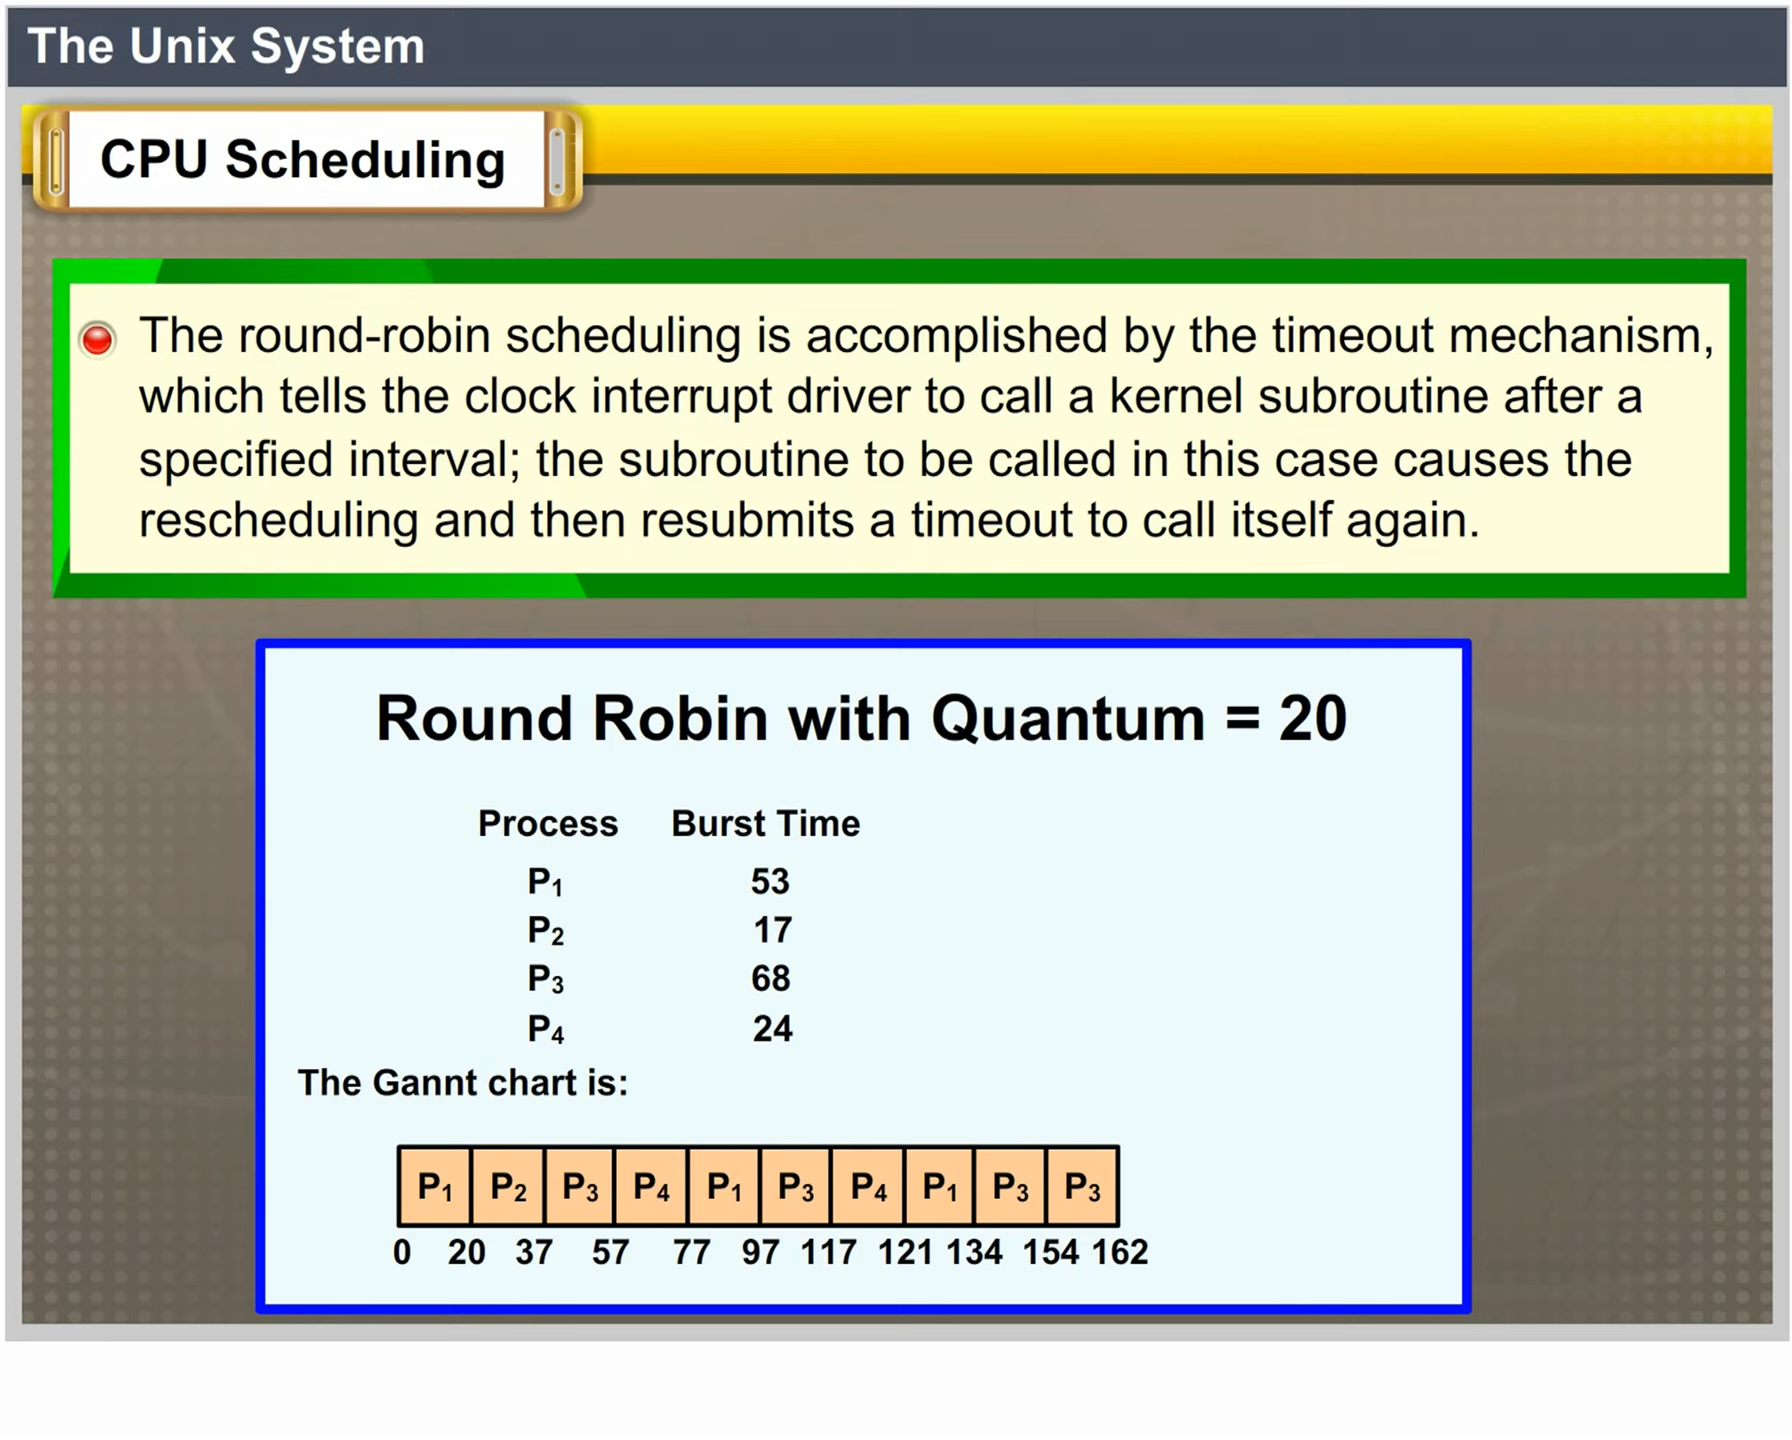 The Unix System
CPU Scheduling
The round-robin scheduling is accomplished by the timeout mechanism,
which tells the clock interrupt driver to call a kernel subroutine after a
specified interval; the subroutine to be called in this case causes the
rescheduling and then resubmits a timeout to call itself again.
Round Robin with Quantum = 20
Process Burst Time
P1 53
P2 17
P3 68
P4 24
The Gannt chart is:
P1 P2 P3 P4 P1 P3 P4 P1 P3 P3
0 20 37 57 77 97 117 121 134 154 162